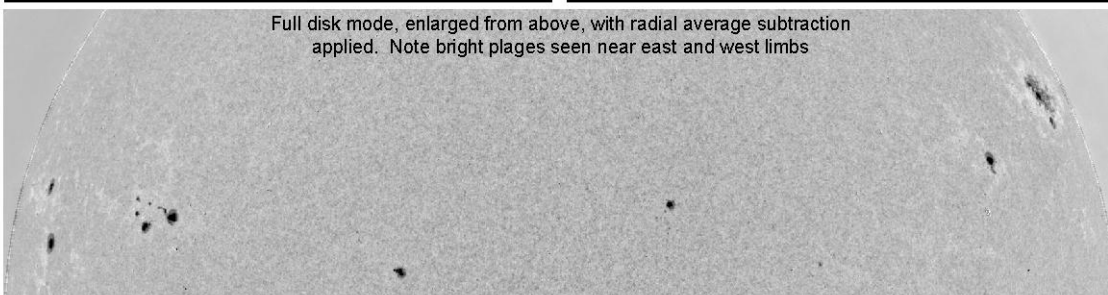 Full disk mode, enlarged from above, with radial average subtraction
applied.  Note bright plages seen near east and west limbs